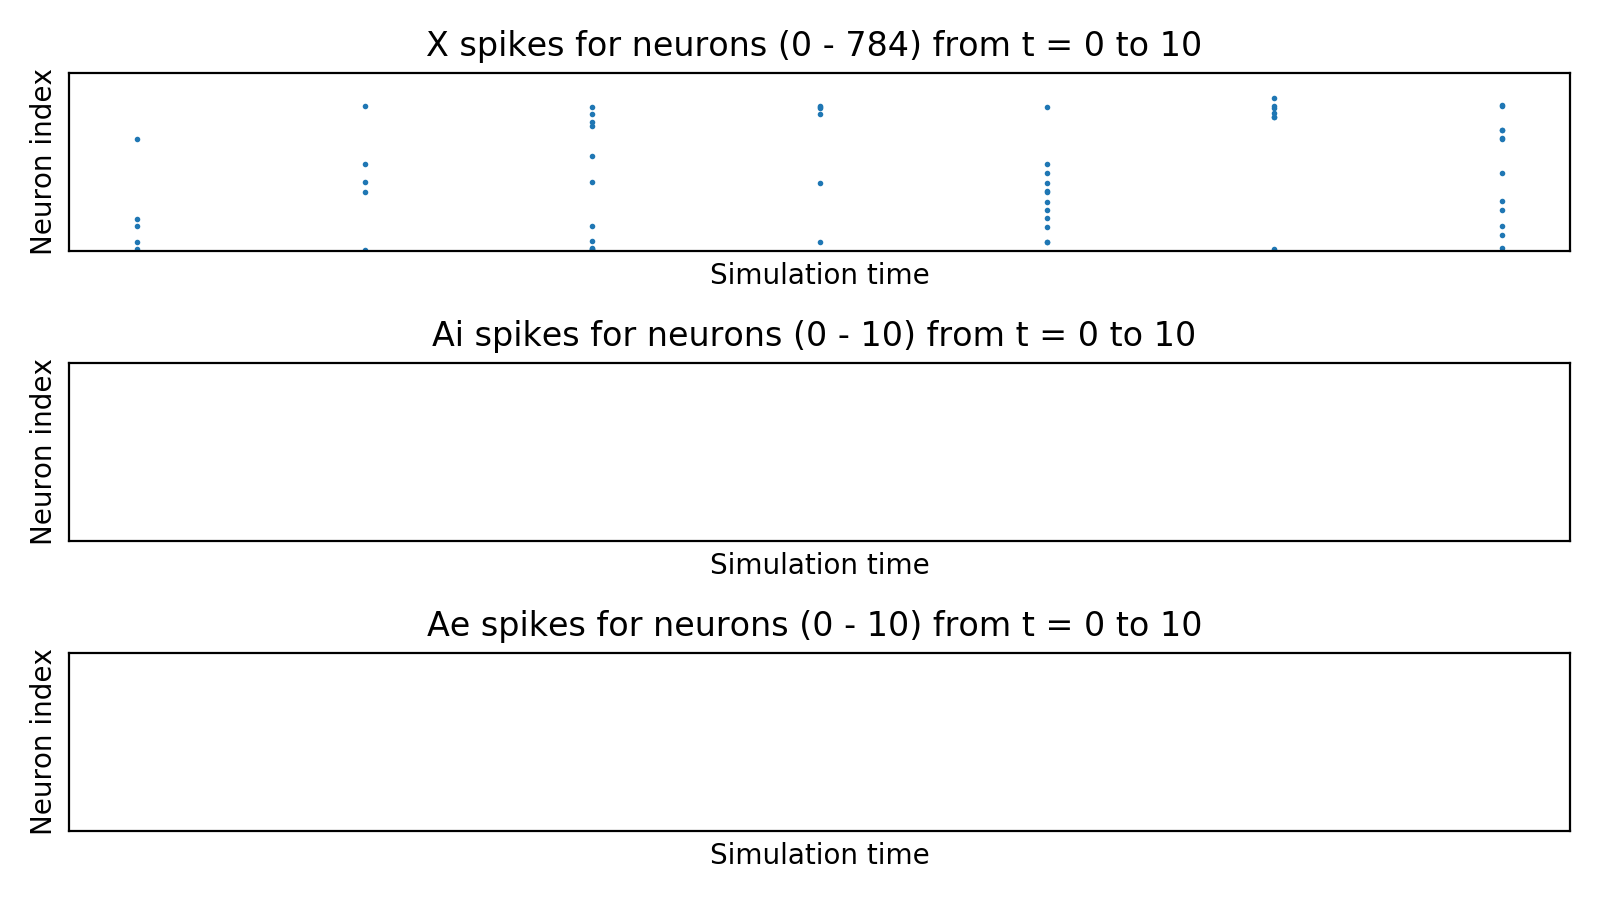 X spikes for neurons (0 - 784) from t = 0 to 10
Neuron index
Simulation time
Ai spikes for neurons (0 - 10) from t = 0 to 10
Neuron index
Simulation time
Ae spikes for neurons (0 - 10) from t = 0 to 10
Neuron index
Simulation time